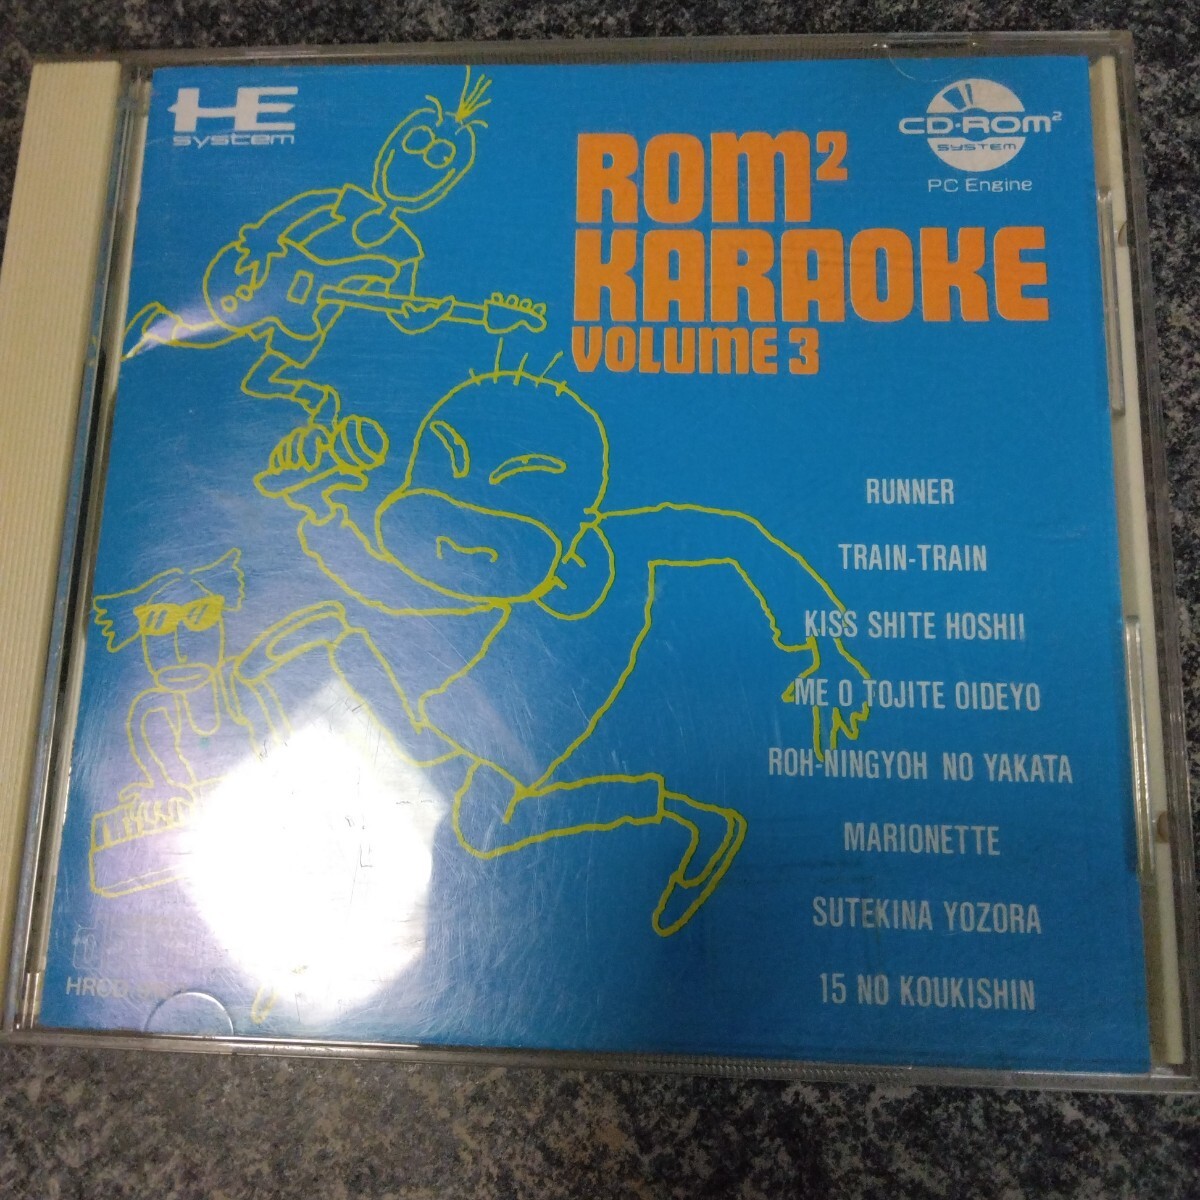 HE
system
CD-ROM²
SYSTEM
PC Engine
ROM²
KARAOKE
VOLUME 3
RUNNER
TRAIN-TRAIN
KISS SHITE HOSHII
ME O TOJITE OIDEYO
ROH-NINGYOH NO YAKATA
MARIONETTE
SUTEKINA YOZORA
15 NO KOUKISHIN